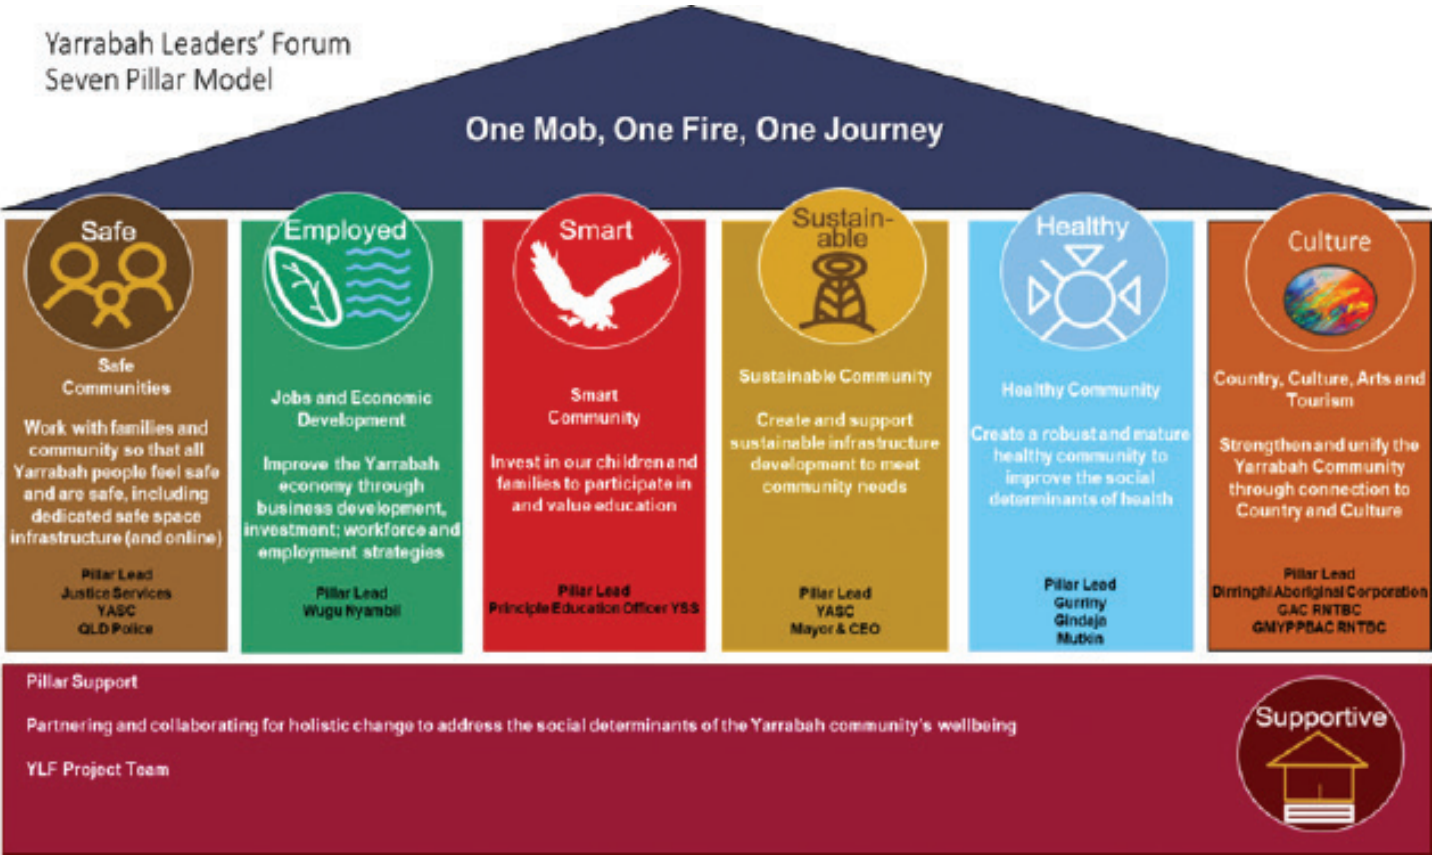 Yarrabah Leaders' Forum
Seven Pillar Model
One Mob, One Fire, One Journey
Safe
Safe
Communities
Work with families and
community so that all
Yarrabah people feel safe
and are safe, including
dedicated safe space
infrastructure (and online)
Pillar Lead
Justice Services
YASC
QLD Police
Employed
Jobs and Economic
Development
Improve the Yarrabah
economy through
business development,
investment; workforce and
employment strategies
Pillar Lead
Wugu Nyambil
Smart
Smart
Community
Invest in our children and
families to participate in
and value education
Pillar Lead
Principle Education Officer YSS
Sustain-
able
Sustainable Community
Create and support
sustainable infrastructure
development to meet
community needs
Pillar Lead
YASC
Mayor & CEO
Healthy
Healthy Community
Create a robust and mature
healthy community to
improve the social
determinants of health
Pillar Lead
Gurriny
Gindaja
Mutkin
Culture
Country, Culture, Arts and
Tourism
Strengthen and unify the
Yarrabah Community
through connection to
Country and Culture
Pillar Lead
Dirringhi Aboriginal Corporation
GAC RNTBC
GMYPPBAC RNTBC
Pillar Support
Partnering and collaborating for holistic change to address the social determinants of the Yarrabah community's wellbeing
YLF Project Team
Supportive